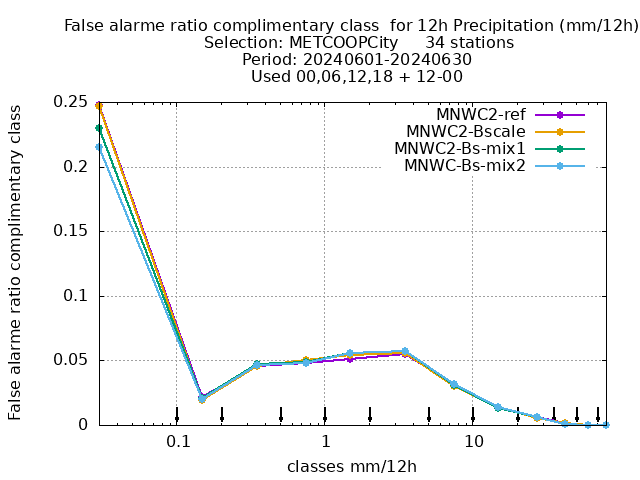 False alarme ratio complimentary class  for 12h Precipitation (mm/12h)
Selection: METCOOPCity     34 stations
Period: 20240601-20240630
Used 00,06,12,18 + 12-00
False alarme ratio complimentary class
0.25
0.2
0.15
0.1
0.05
0
MNWC2-ref
MNWC2-Bscale
MNWC2-Bs-mix1
MNWC-Bs-mix2
0.1 1 10
classes mm/12h